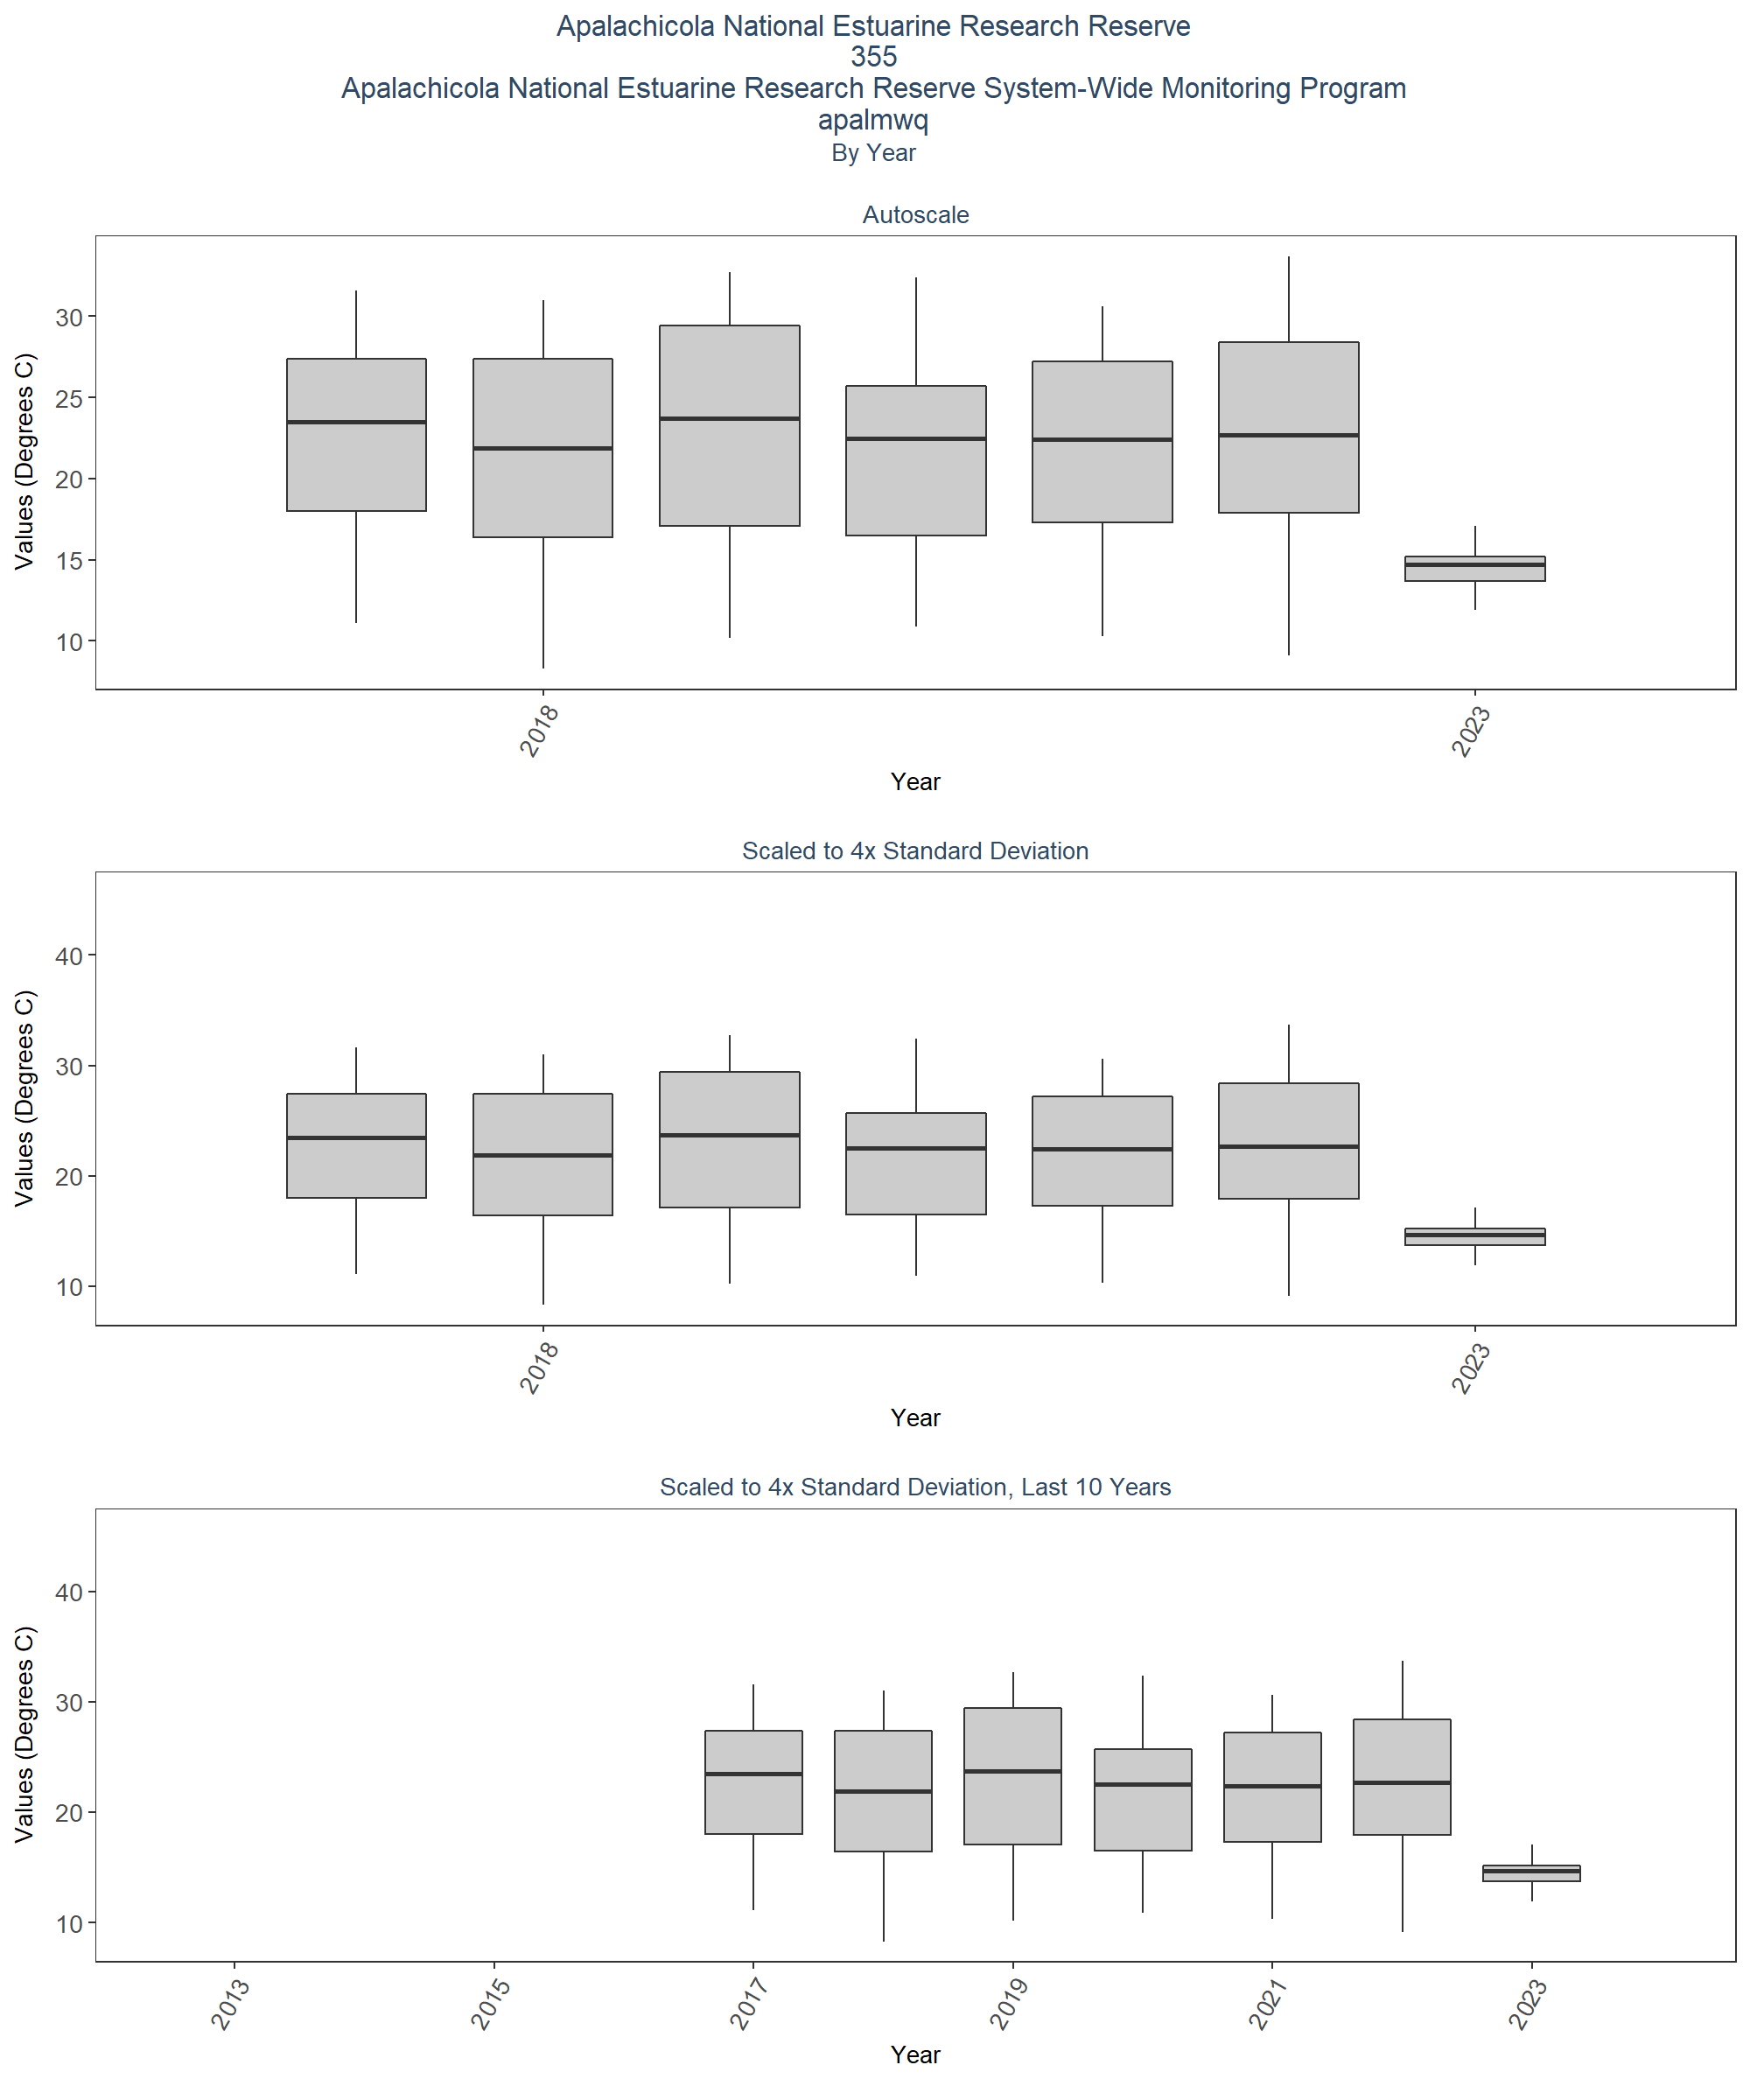 Apalachicola National Estuarine Research Reserve
355
Apalachicola National Estuarine Research Reserve System-Wide Monitoring Program
apalmwq
By Year
Autoscale
Values (Degrees C)
30
25
20
15
10
2018
2023
Year
Scaled to 4x Standard Deviation
Values (Degrees C)
40
30
20
10
2018
2023
Year
Scaled to 4x Standard Deviation, Last 10 Years
Values (Degrees C)
40
30
20
10
2013
2015
2017
2019
2021
2023
Year